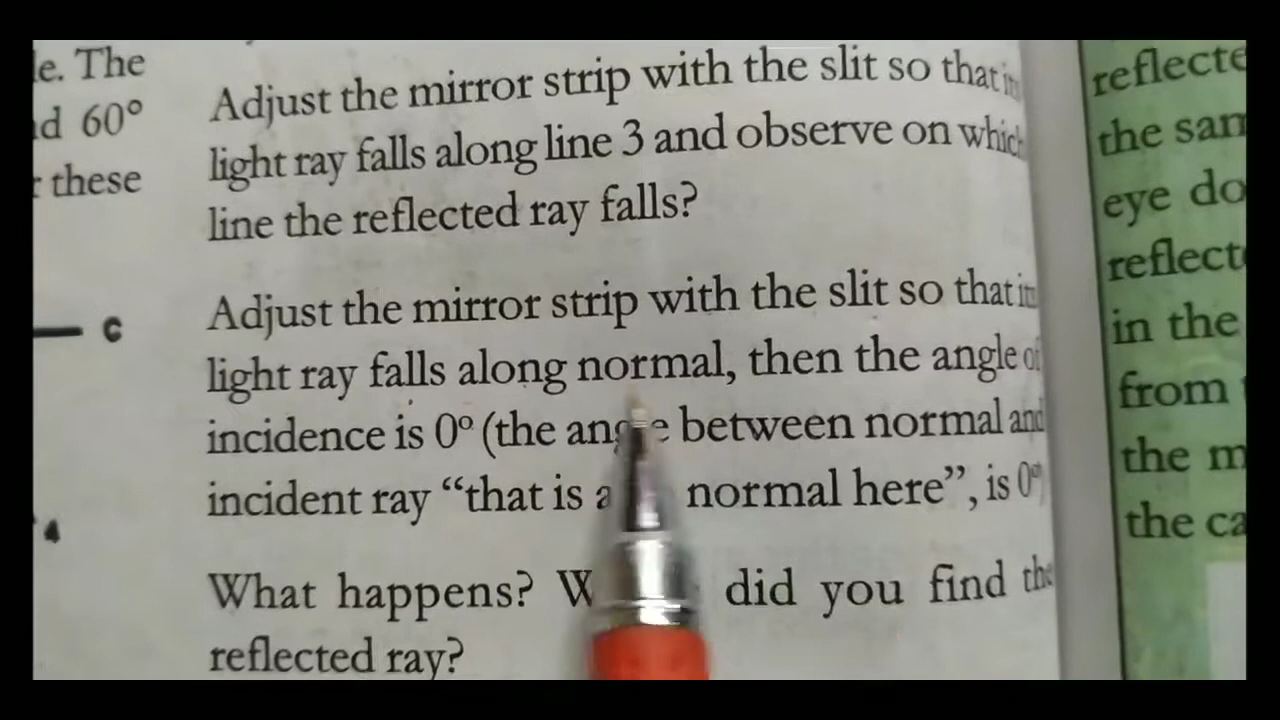 e. The
d 60°
these
C
4
Adjust the mirror strip with the slit so that
light ray falls along line 3 and observe on which
line the reflected ray falls?
Adjust the mirror strip with the slit so that
light ray falls along normal, then the angle of
incidence is 0° (the between normal and
incident ray “that is normal here”, is 0°)
What happens? did you find the
reflected ray?
reflecte
the sam
eye do
reflect
in the
from
the m
the ca